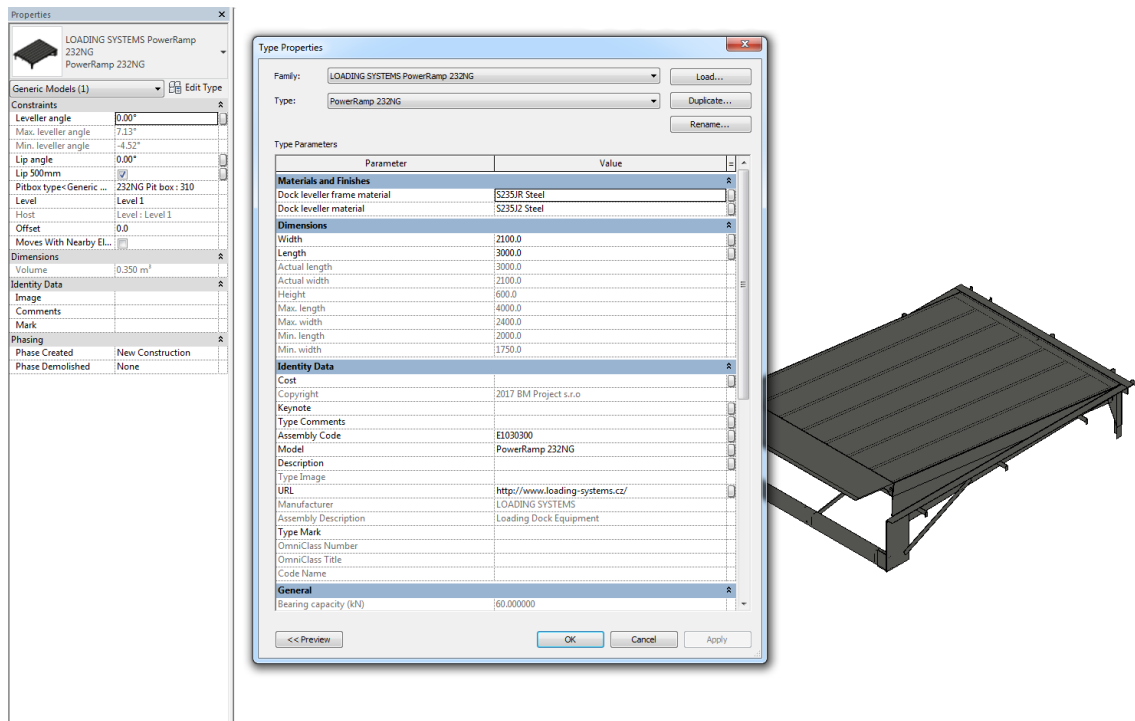 Properties
LOADING SYSTEMS PowerRamp
232NG
PowerRamp 232NG
Generic Models (1) Edit Type
Constraints
Leveller angle 0.00°
Max. leveller angle 7.13°
Min. leveller angle -4.52°
Lip angle 0.00°
Lip 500mm
Pitbox type<Generic ... 232NG Pit box : 310
Level Level 1
Host Level : Level 1
Offset 0.0
Moves With Nearby El...
Dimensions
Volume 0.350 m³
Identity Data
Image
Comments
Mark
Phasing
Phase Created New Construction
Phase Demolished None
Type Properties
Family: LOADING SYSTEMS PowerRamp 232NG Load...
Type: PowerRamp 232NG Duplicate...
Rename...
Type Parameters
Parameter Value =
Materials and Finishes
Dock leveller frame material S235JR Steel
Dock leveller material S235J2 Steel
Dimensions
Width 2100.0
Length 3000.0
Actual length 3000.0
Actual width 2100.0
Height 600.0
Max. length 4000.0
Max. width 2400.0
Min. length 2000.0
Min. width 1750.0
Identity Data
Cost
Copyright 2017 BM Project s.r.o
Keynote
Type Comments
Assembly Code E1030300
Model PowerRamp 232NG
Description
Type Image
URL http://www.loading-systems.cz/
Manufacturer LOADING SYSTEMS
Assembly Description Loading Dock Equipment
Type Mark
OmniClass Number
OmniClass Title
Code Name
General
Bearing capacity (kN) 60.000000
<< Preview OK Cancel Apply